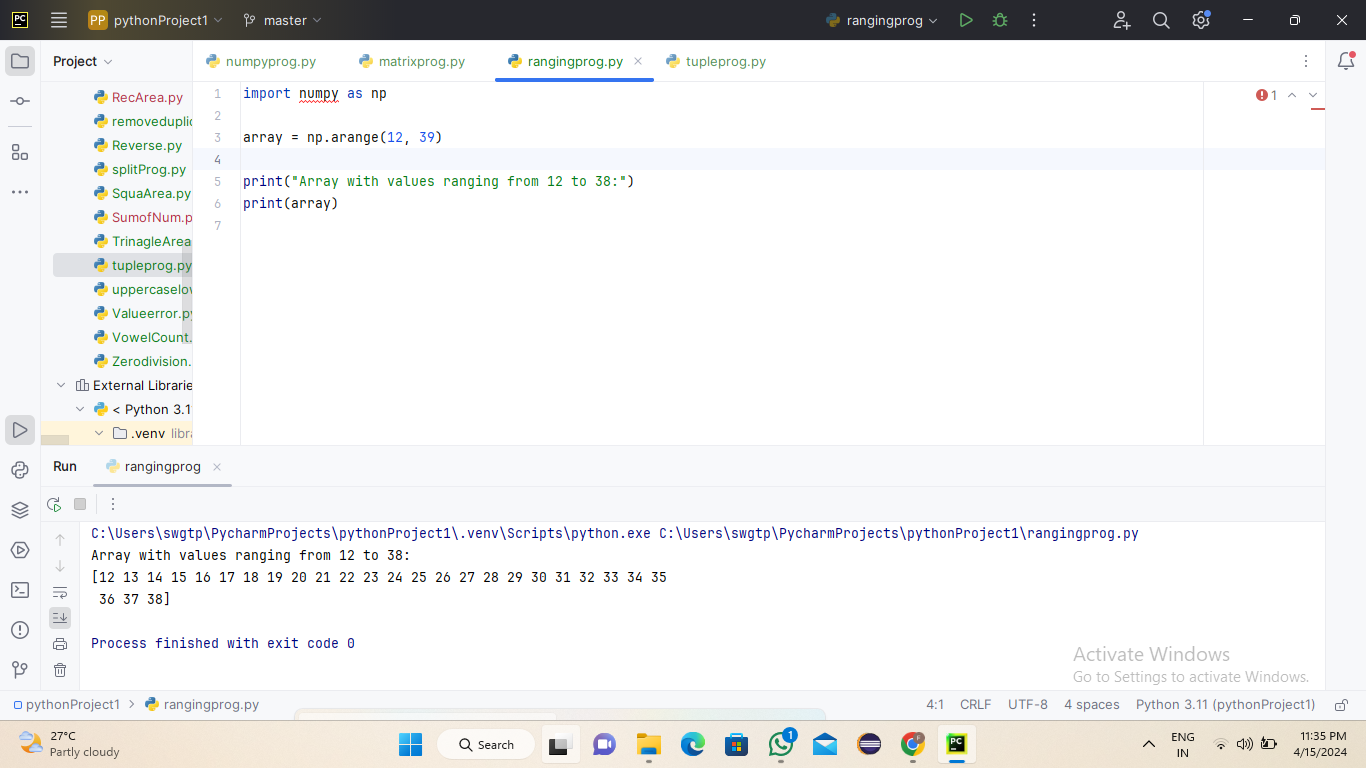 PC PP pythonProject1 master rangingprog
Project
numpyprog.py matrixprog.py rangingprog.py tupleprog.py
RecArea.py
removeduplic
Reverse.py
splitProg.py
SquaArea.py
SumofNum.p
TrinagleArea
tupleprog.py
uppercaselov
Valueerror.py
VowelCount.
Zerodivision.
External Librarie
< Python 3.1
.venv libra
1 import numpy as np
2
3 array = np.arange(12, 39)
4
5 print("Array with values ranging from 12 to 38:")
6 print(array)
7
1
Run rangingprog
C:\Users\swgtp\PycharmProjects\pythonProject1\.venv\Scripts\python.exe C:\Users\swgtp\PycharmProjects\pythonProject1\rangingprog.py
Array with values ranging from 12 to 38:
[12 13 14 15 16 17 18 19 20 21 22 23 24 25 26 27 28 29 30 31 32 33 34 35
 36 37 38]
Process finished with exit code 0
Activate Windows
Go to Settings to activate Windows.
pythonProject1 > rangingprog.py 4:1 CRLF UTF-8 4 spaces Python 3.11 (pythonProject1)
27°C
Partly cloudy
Search
1
PC
ENG
IN
11:35 PM
4/15/2024